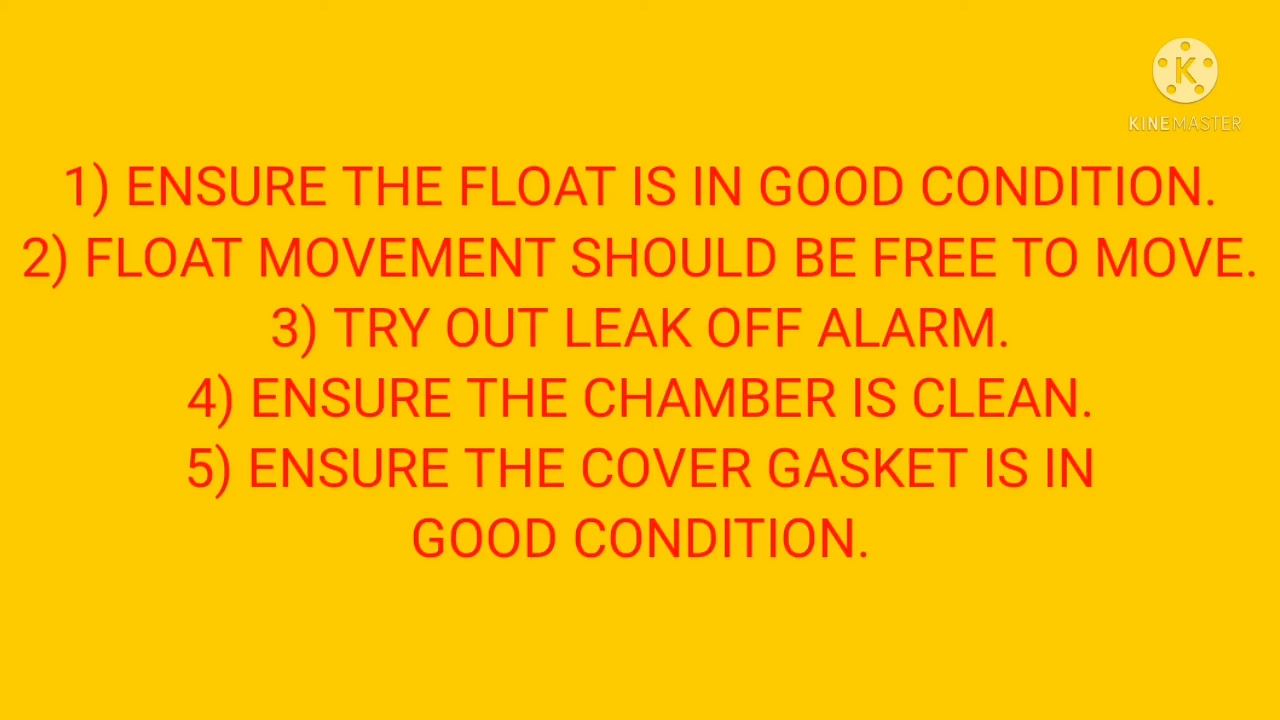 K
KINEMASTER
1) ENSURE THE FLOAT IS IN GOOD CONDITION.
2) FLOAT MOVEMENT SHOULD BE FREE TO MOVE.
3) TRY OUT LEAK OFF ALARM.
4) ENSURE THE CHAMBER IS CLEAN.
5) ENSURE THE COVER GASKET IS IN
GOOD CONDITION.